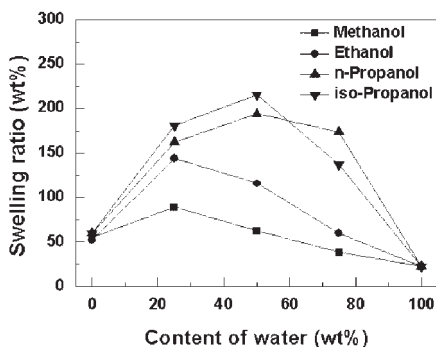 Methanol
Ethanol
n-Propanol
iso-Propanol
300
250
200
150
100
50
0
Swelling ratio (wt%)
0 20 40 60 80 100
Content of water (wt%)